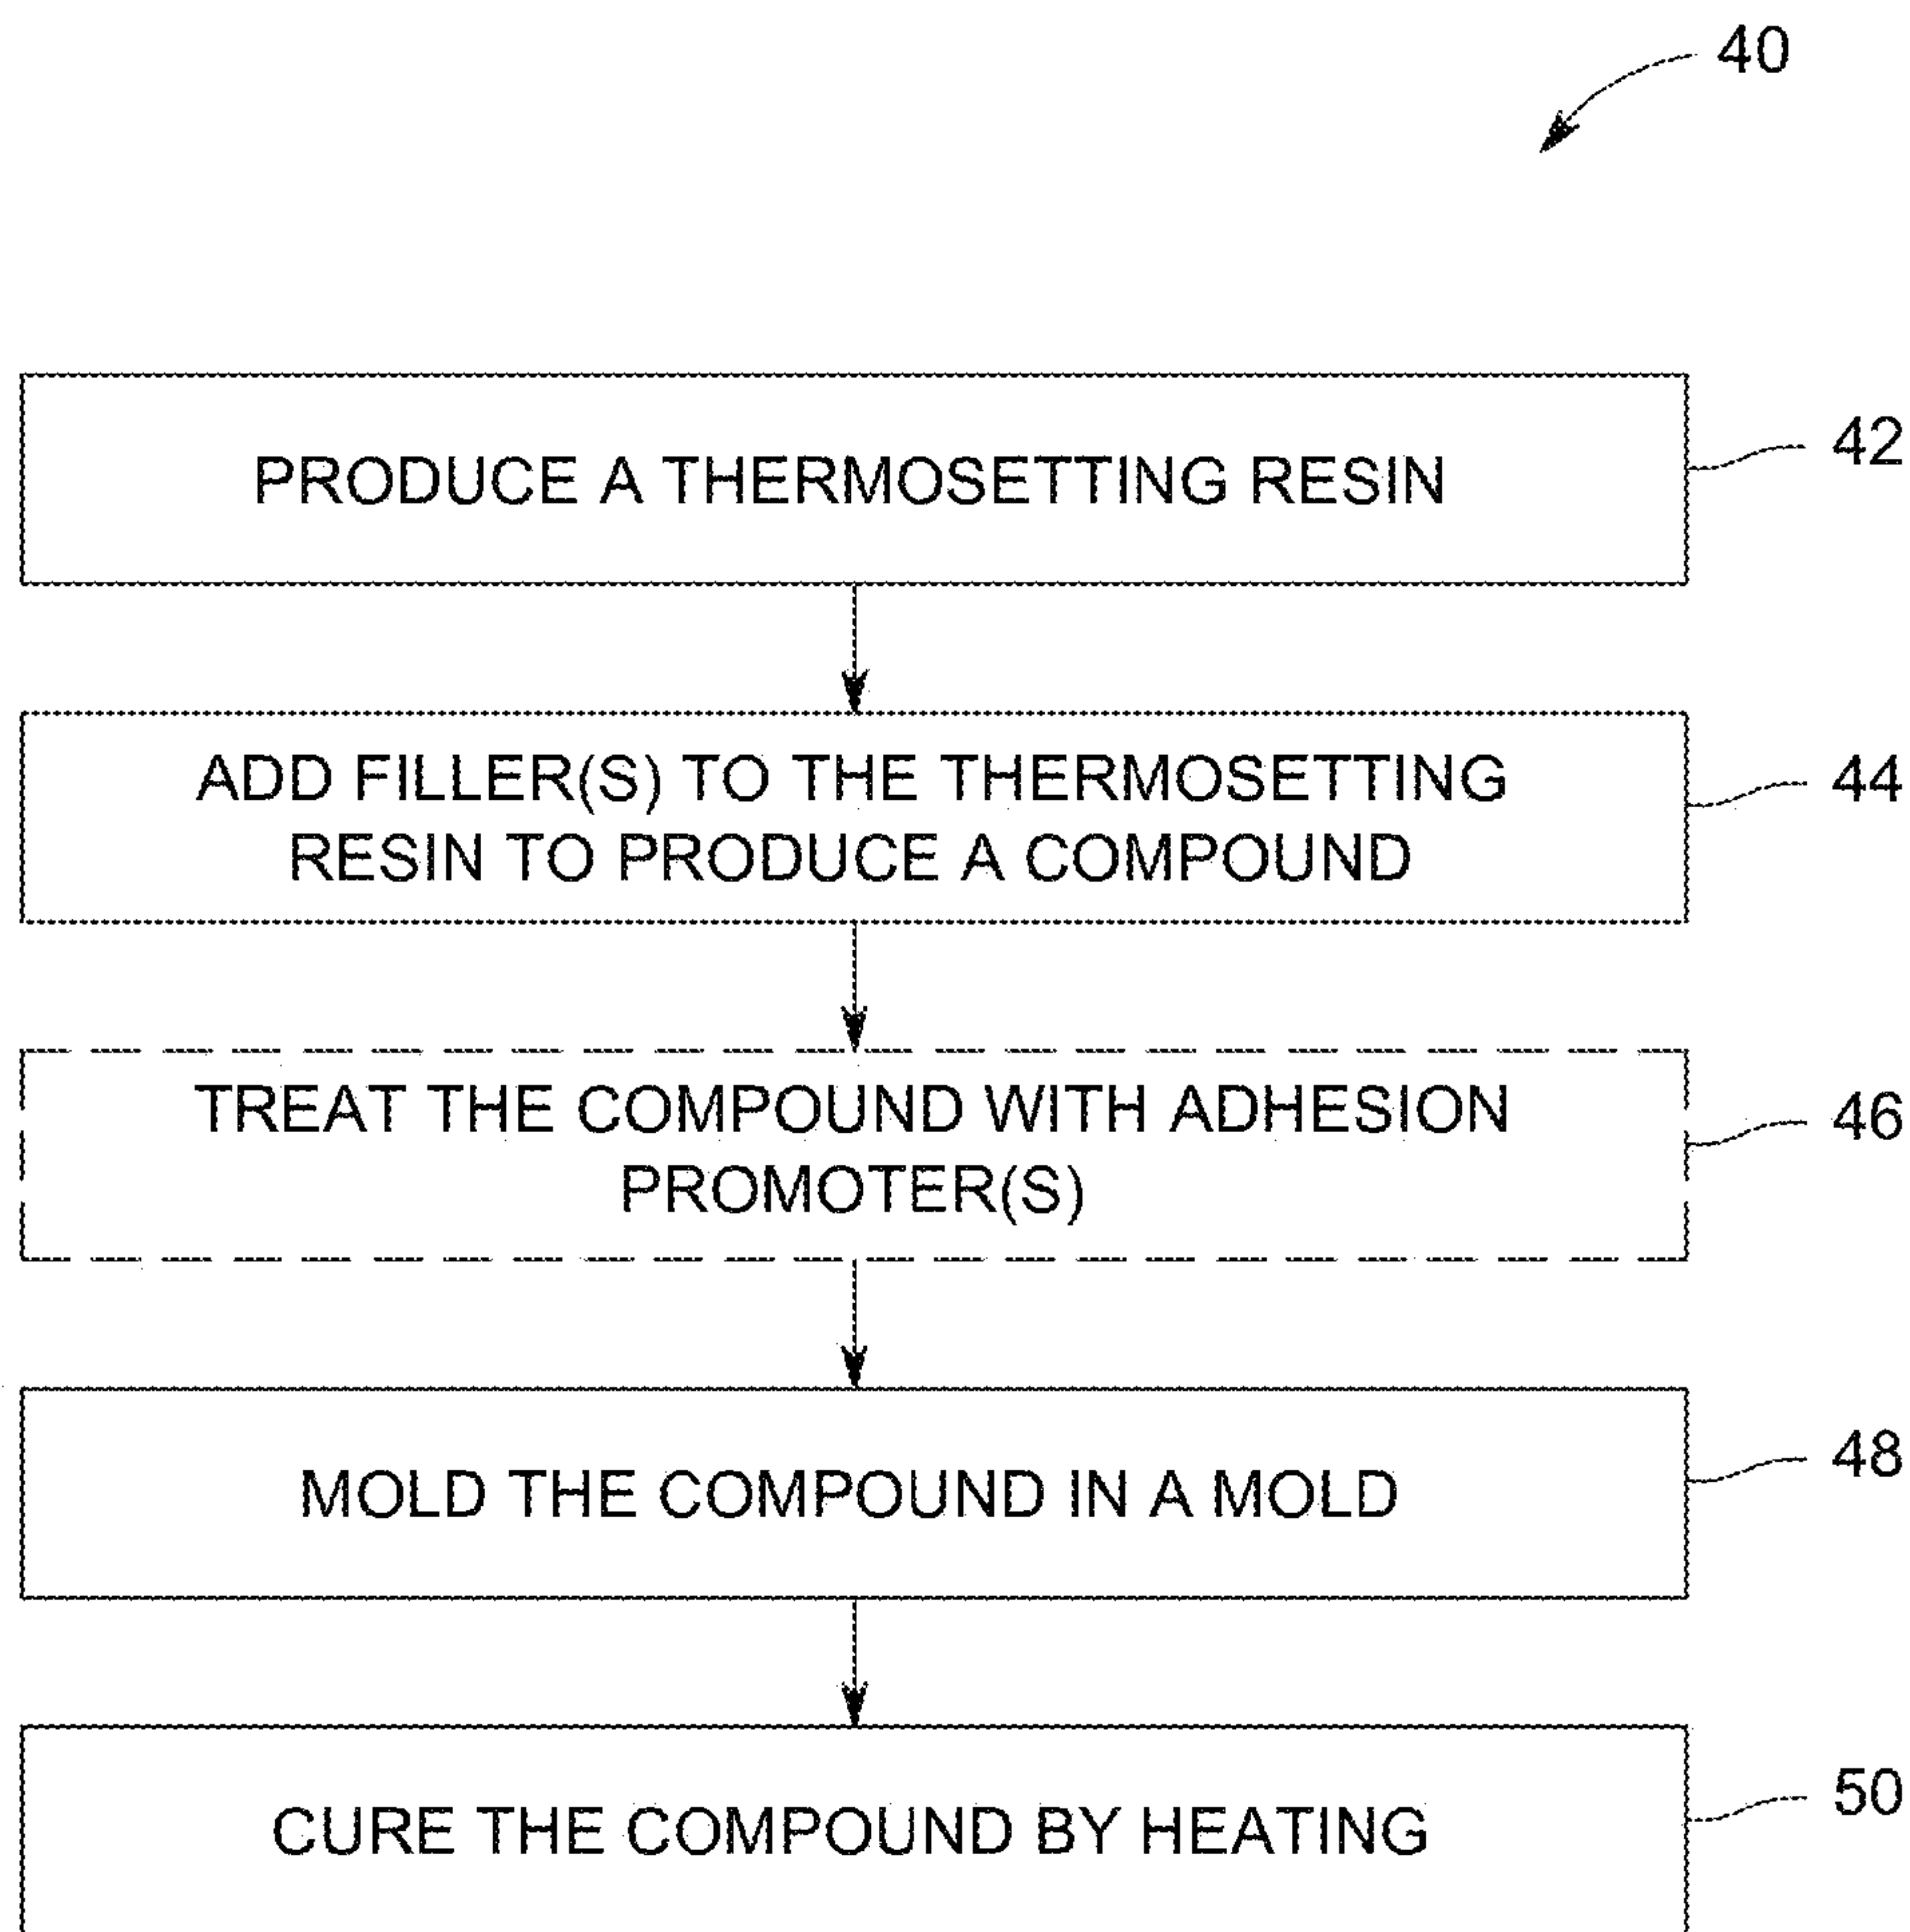 40
PRODUCE A THERMOSETTING RESIN
42
ADD FILLER(S) TO THE THERMOSETTING
RESIN TO PRODUCE A COMPOUND
44
TREAT THE COMPOUND WITH ADHESION
PROMOTER(S)
46
MOLD THE COMPOUND IN A MOLD
48
CURE THE COMPOUND BY HEATING
50